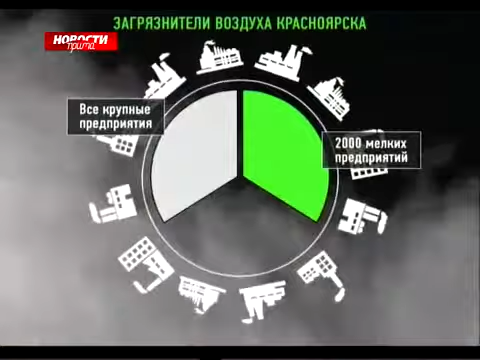 ЗАГРЯЗНИТЕЛИ ВОЗДУХА КРАСНОЯРСКА
НОВОСТИ
прима
Все крупные
предприятия
2000 мелких
предприятий